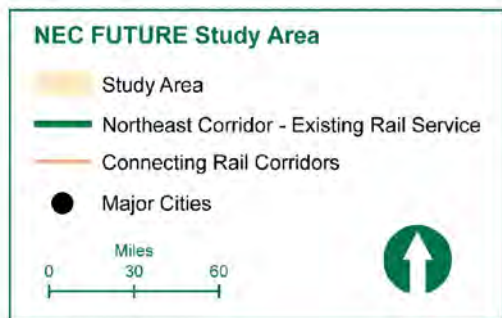 NEC FUTURE Study Area
Study Area
Northeast Corridor - Existing Rail Service
Connecting Rail Corridors
Major Cities
Miles
0 30 60